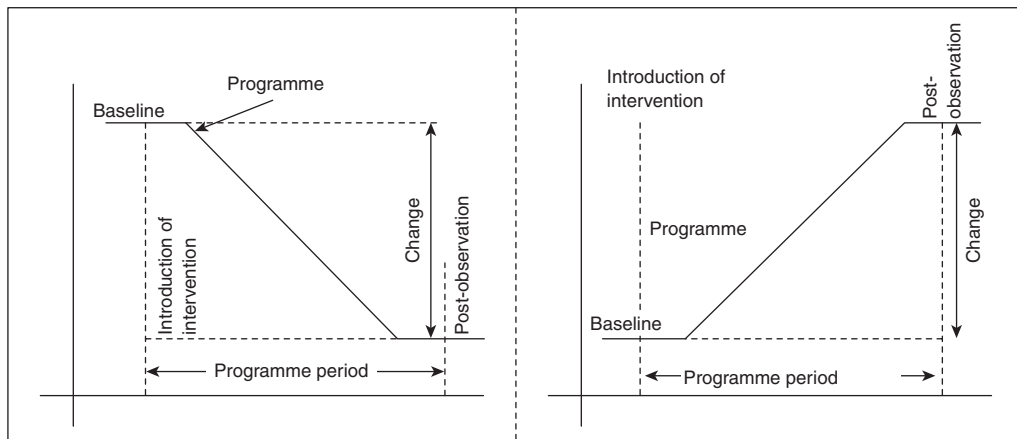 Programme
Baseline
Introduction of
intervention
Change
Post-observation
Programme period
Introduction of
intervention
Post-
observation
Programme
Change
Baseline
Programme period